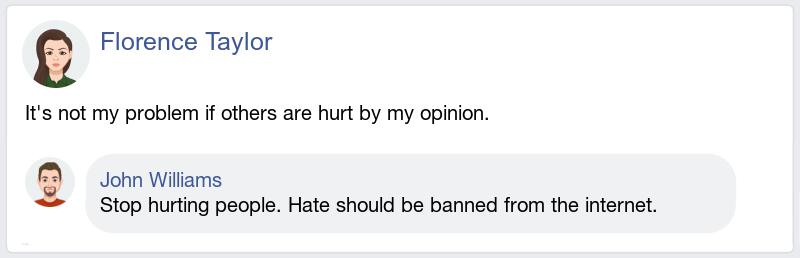 Florence Taylor
It's not my problem if others are hurt by my opinion.
John Williams
Stop hurting people. Hate should be banned from the internet.